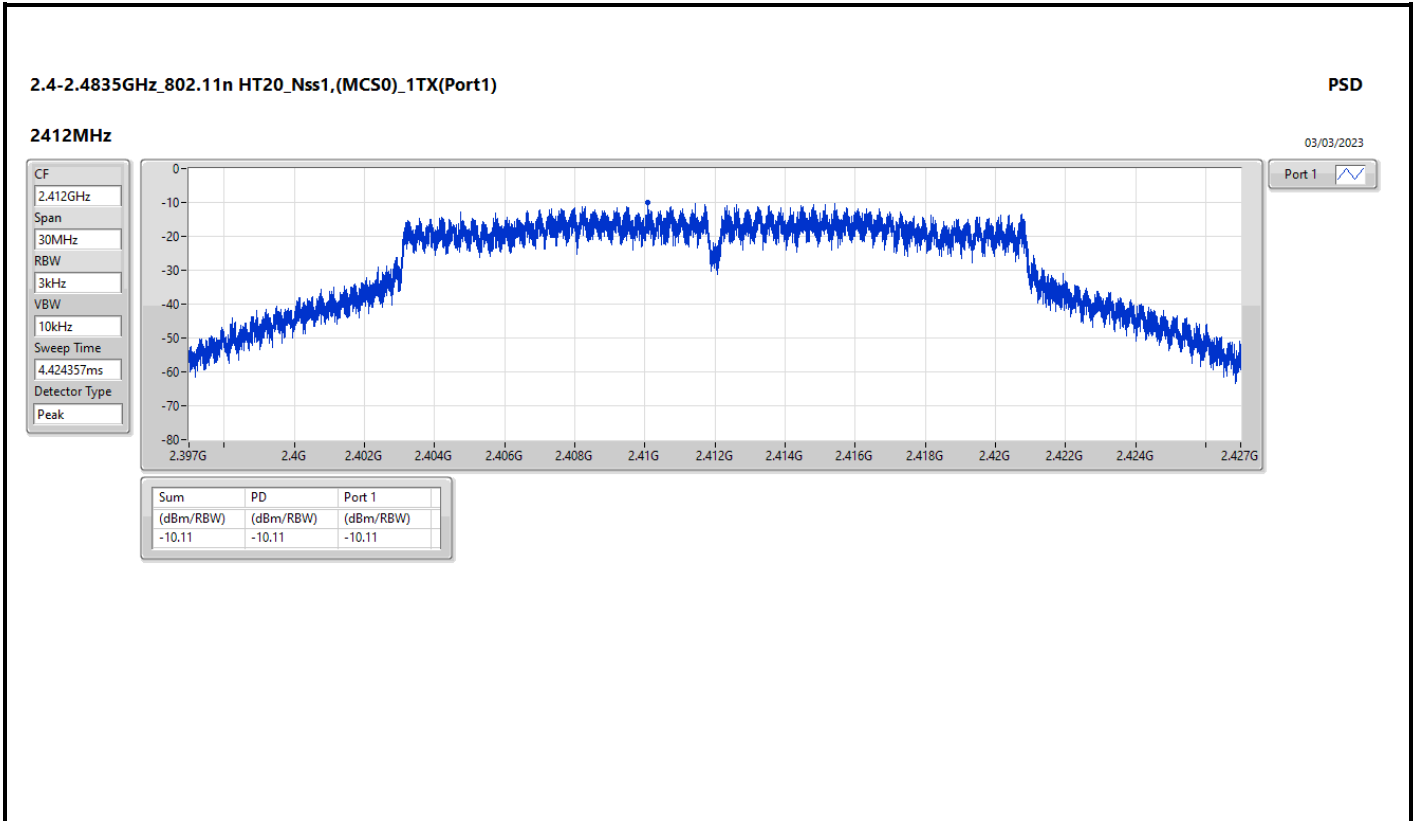 2.4-2.4835GHz_802.11n HT20_Nss1,(MCS0)_1TX(Port1)
PSD
2412MHz
03/03/2023
CF
2.412GHz
Span
30MHz
RBW
3kHz
VBW
10kHz
Sweep Time
4.424357ms
Detector Type
Peak
0
-10
-20
-30
-40
-50
-60
-70
-80
2.397G 2.4G 2.402G 2.404G 2.406G 2.408G 2.41G 2.412G 2.414G 2.416G 2.418G 2.42G 2.422G 2.424G 2.427G
Port 1
Sum PD Port 1
(dBm/RBW) (dBm/RBW) (dBm/RBW)
-10.11 -10.11 -10.11